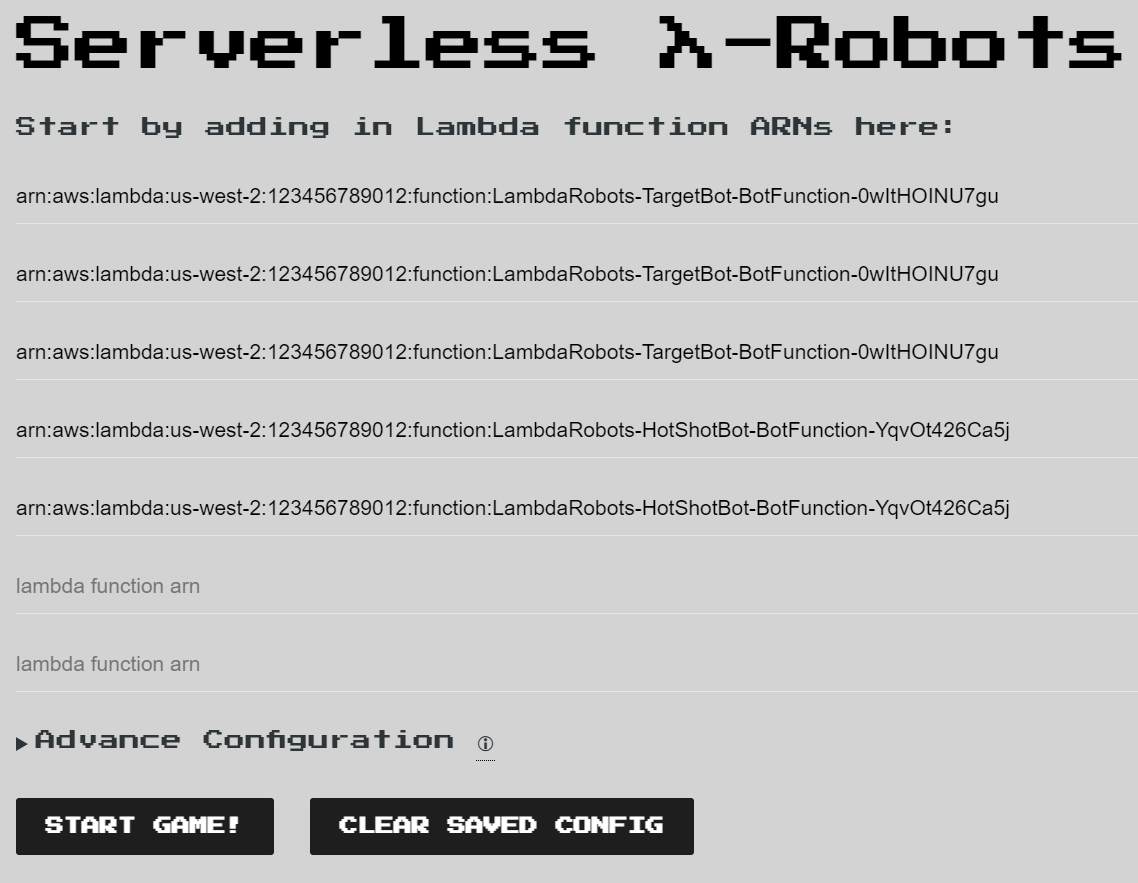 Serverless λ-Robots
Start by adding in Lambda function ARNs here:
arn:aws:lambda:us-west-2:123456789012:function:LambdaRobots-TargetBot-BotFunction-0wItHOINU7gu
arn:aws:lambda:us-west-2:123456789012:function:LambdaRobots-TargetBot-BotFunction-0wItHOINU7gu
arn:aws:lambda:us-west-2:123456789012:function:LambdaRobots-TargetBot-BotFunction-0wItHOINU7gu
arn:aws:lambda:us-west-2:123456789012:function:LambdaRobots-HotShotBot-BotFunction-YqvOt426Ca5j
arn:aws:lambda:us-west-2:123456789012:function:LambdaRobots-HotShotBot-BotFunction-YqvOt426Ca5j
lambda function arn
lambda function arn
Advance Configuration
START GAME! CLEAR SAVED CONFIG